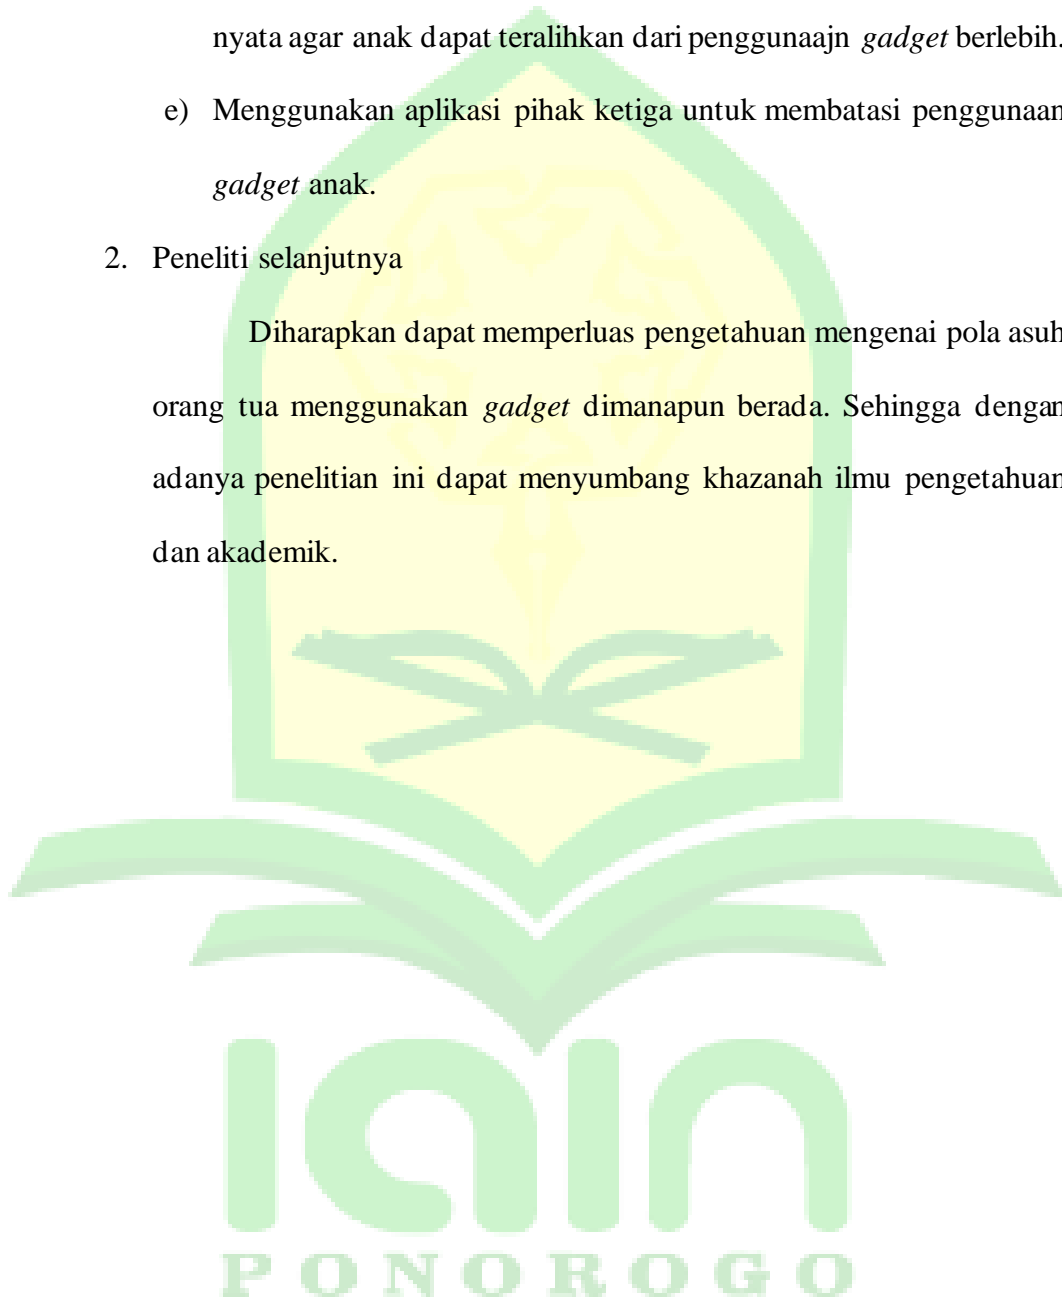 nyata agar anak dapat teralihkan dari penggunaajn gadget berlebih.
e) Menggunakan aplikasi pihak ketiga untuk membatasi penggunaan
gadget anak.
2. Peneliti selanjutnya
Diharapkan dapat memperluas pengetahuan mengenai pola asuh
orang tua menggunakan gadget dimanapun berada. Sehingga dengan
adanya penelitian ini dapat menyumbang khazanah ilmu pengetahuan
dan akademik.
iain
PONOROGO